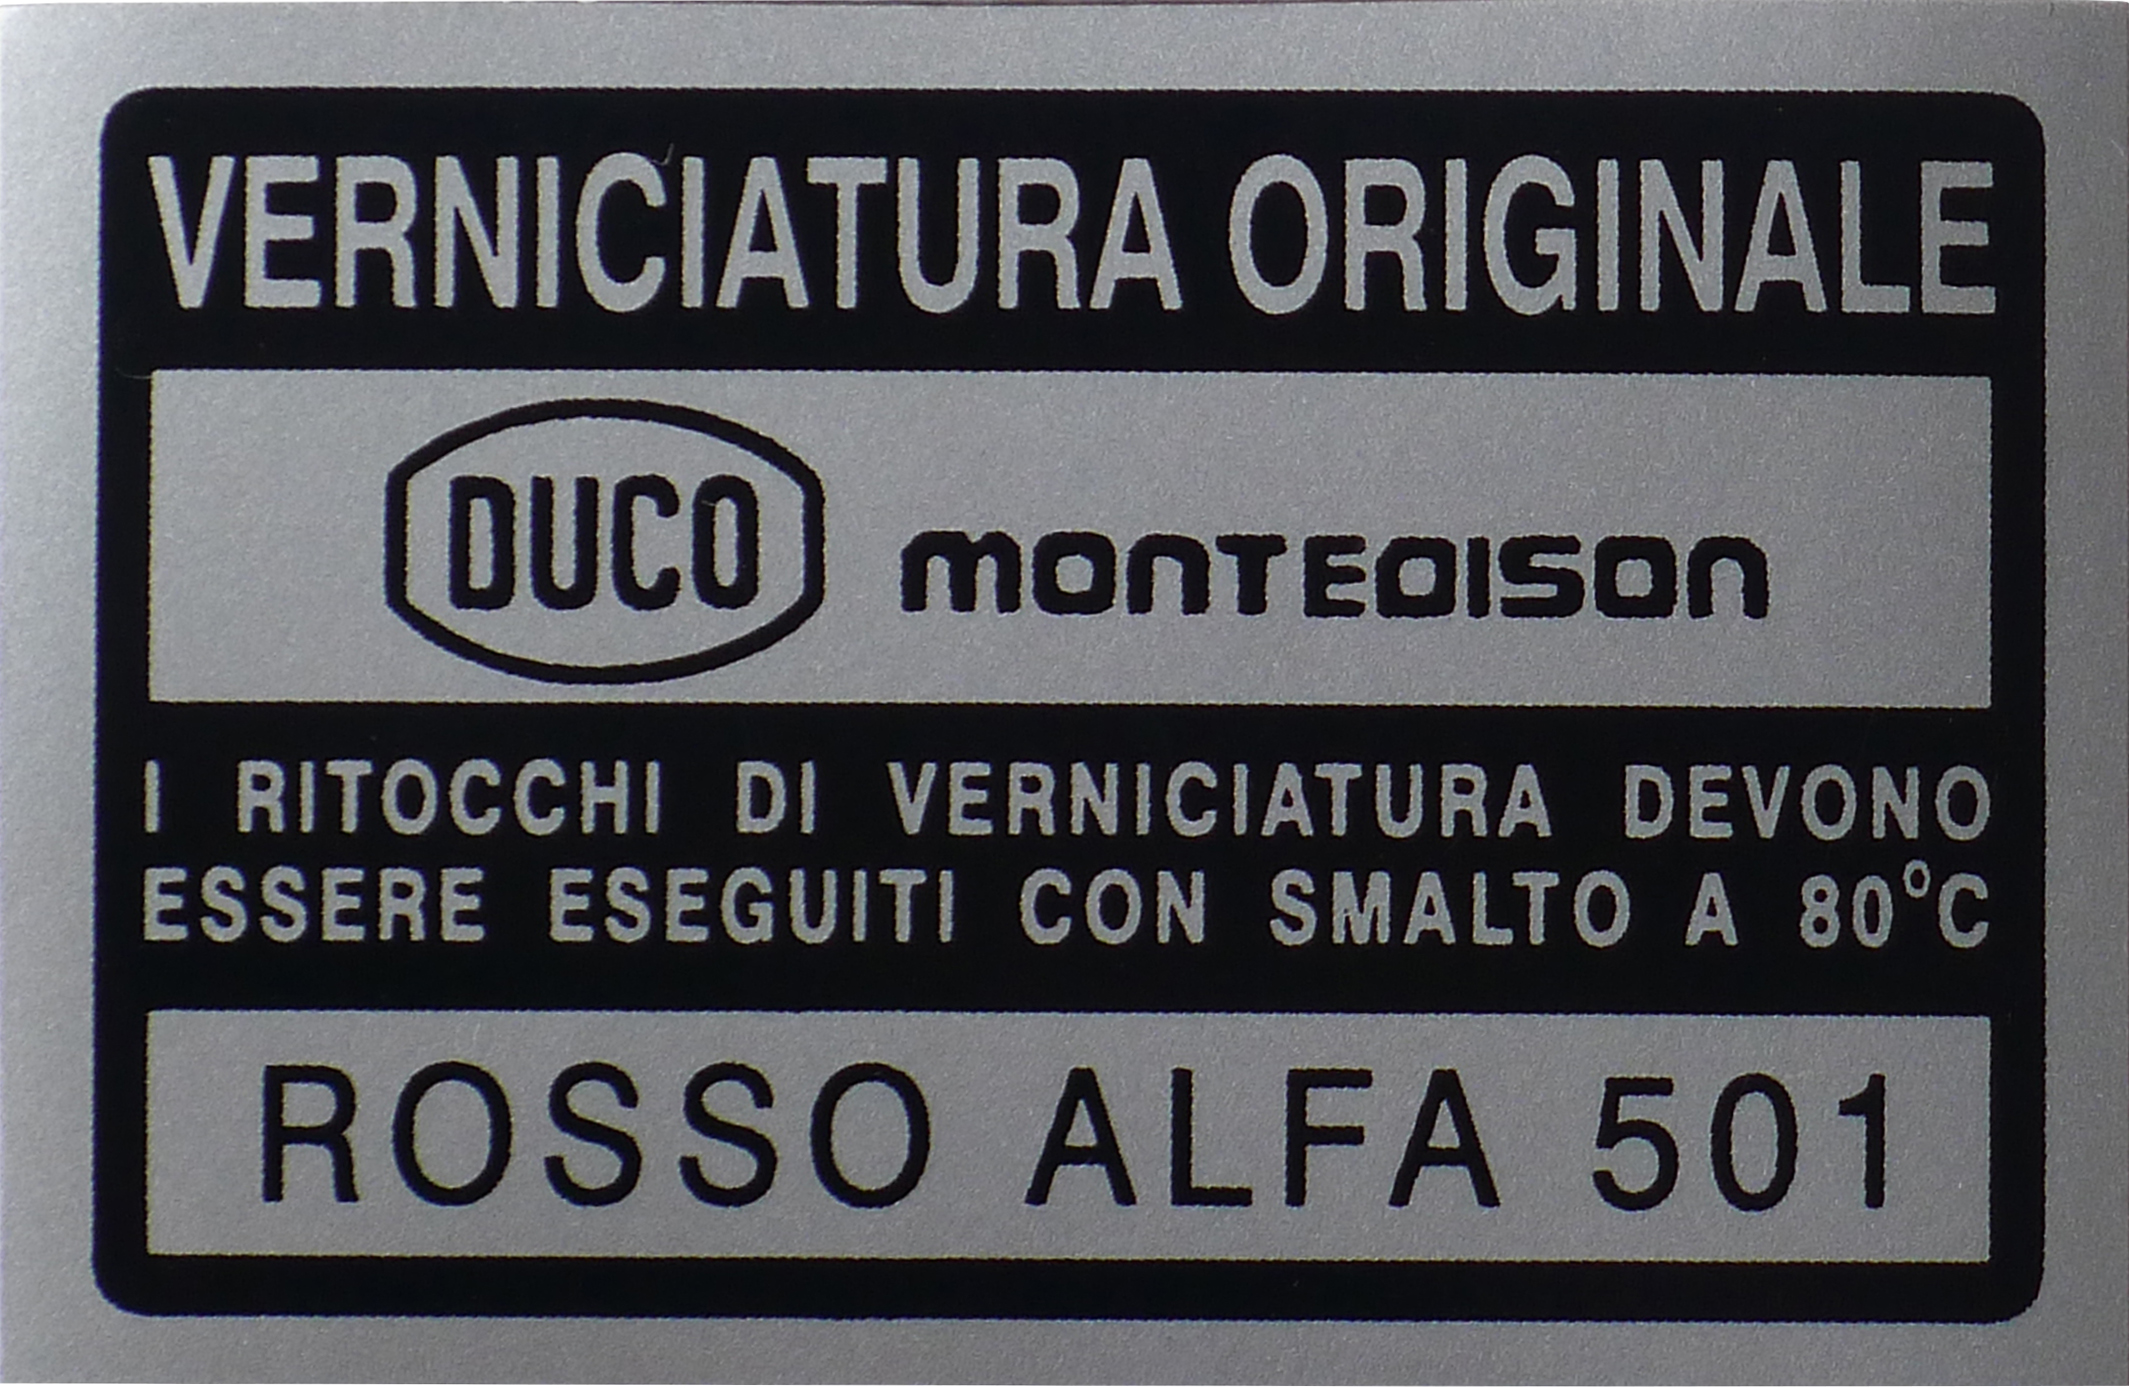 VERNICIATURA ORIGINALE
DUCO MONTEDISON
I RITOCCHI DI VERNICIATURA DEVONO
ESSERE ESEGUITI CON SMALTO A 80°C
ROSSO ALFA 501